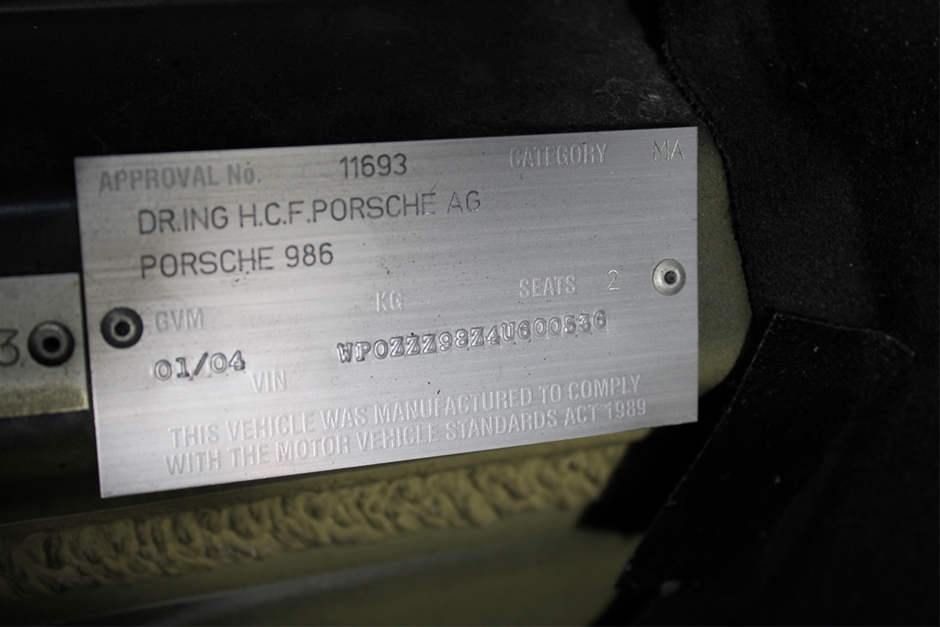 APPROVAL No. 11693 CATEGORY MA
DR.ING H.C.F.PORSCHE AG
PORSCHE 986
GVM KG SEATS 2
3
01/04 VIN WP0ZZZ98Z4U600536
THIS VEHICLE WAS MANUFACTURED TO COMPLY
WITH THE MOTOR VEHICLE STANDARDS ACT 1989